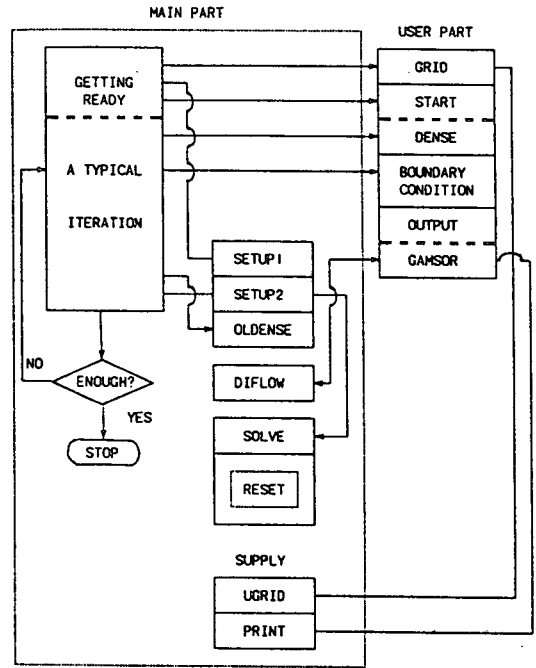 MAIN PART
USER PART
GETTING
READY
A TYPICAL
ITERATION
GRID
START
DENSE
BOUNDARY
CONDITION
OUTPUT
GAMSOR
SETUP1
SETUP2
OLDENSE
NO
ENOUGH?
YES
STOP
DIFLOW
SOLVE
RESET
SUPPLY
UGRID
PRINT